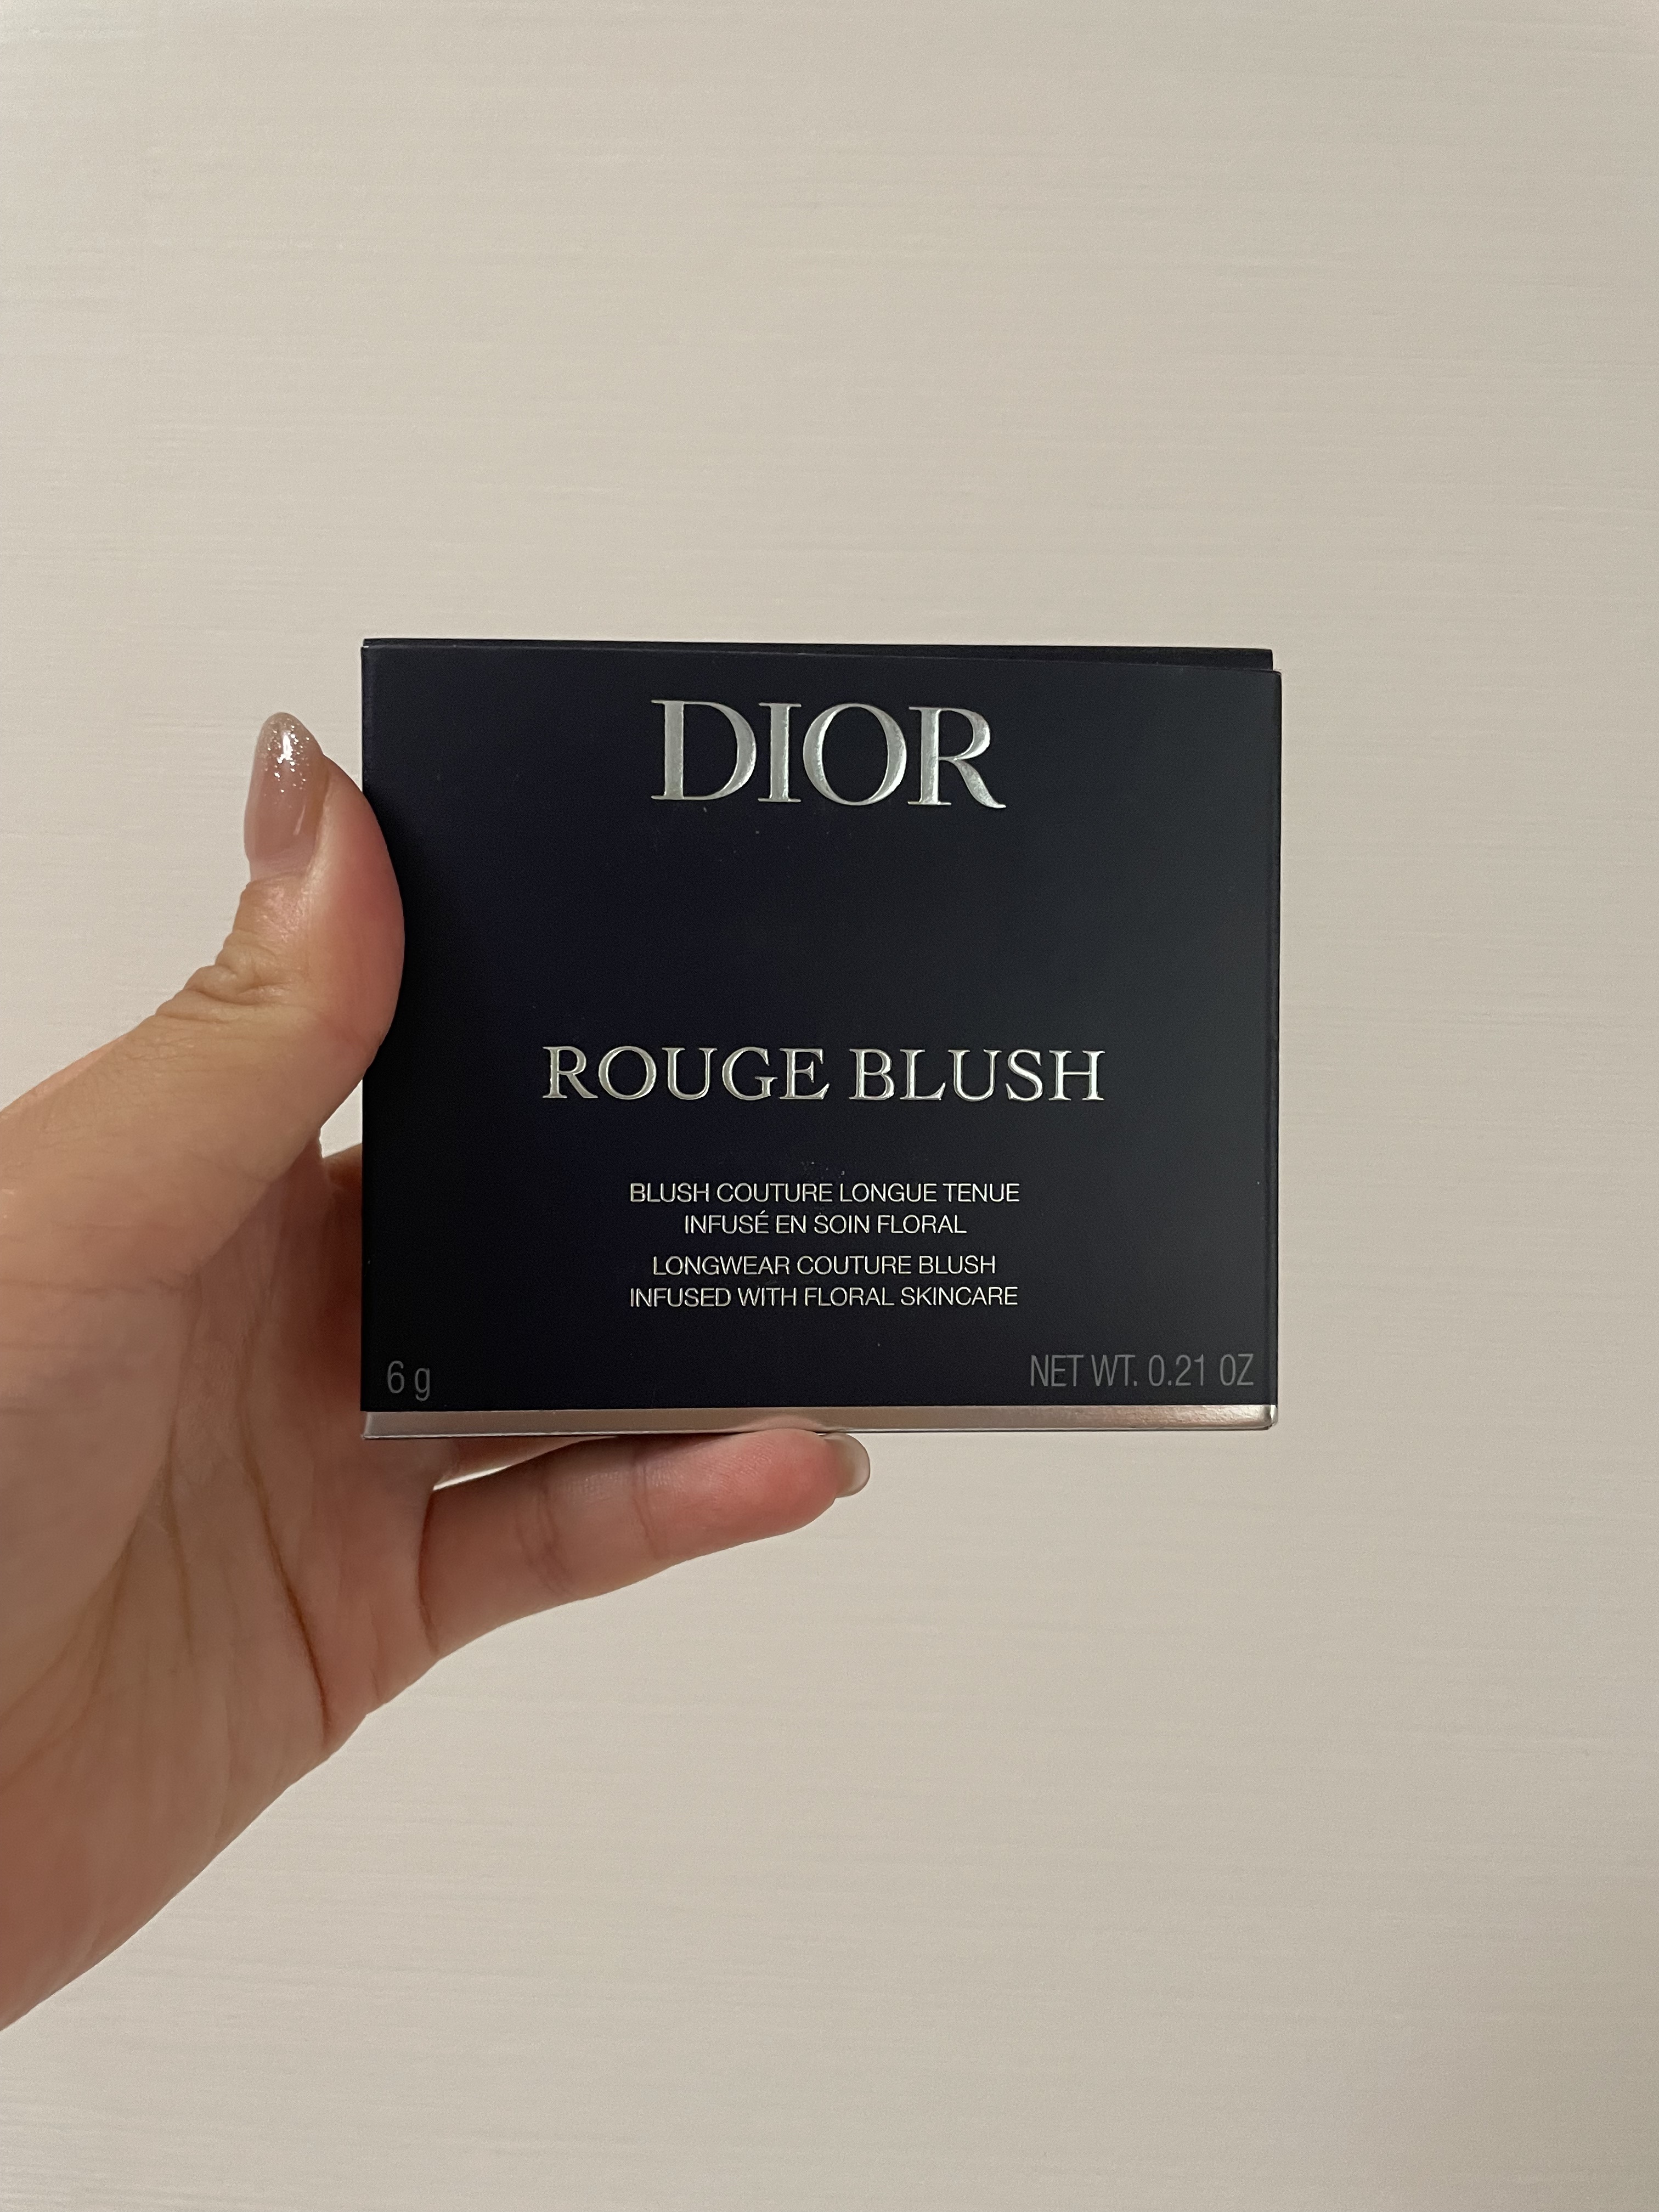 DIOR
ROUGE BLUSH
BLUSH COUTURE LONGUE TENUE
INFUSÉ EN SOIN FLORAL
LONGWEAR COUTURE BLUSH
INFUSED WITH FLORAL SKINCARE
6 g
NET WT. 0.21 OZ